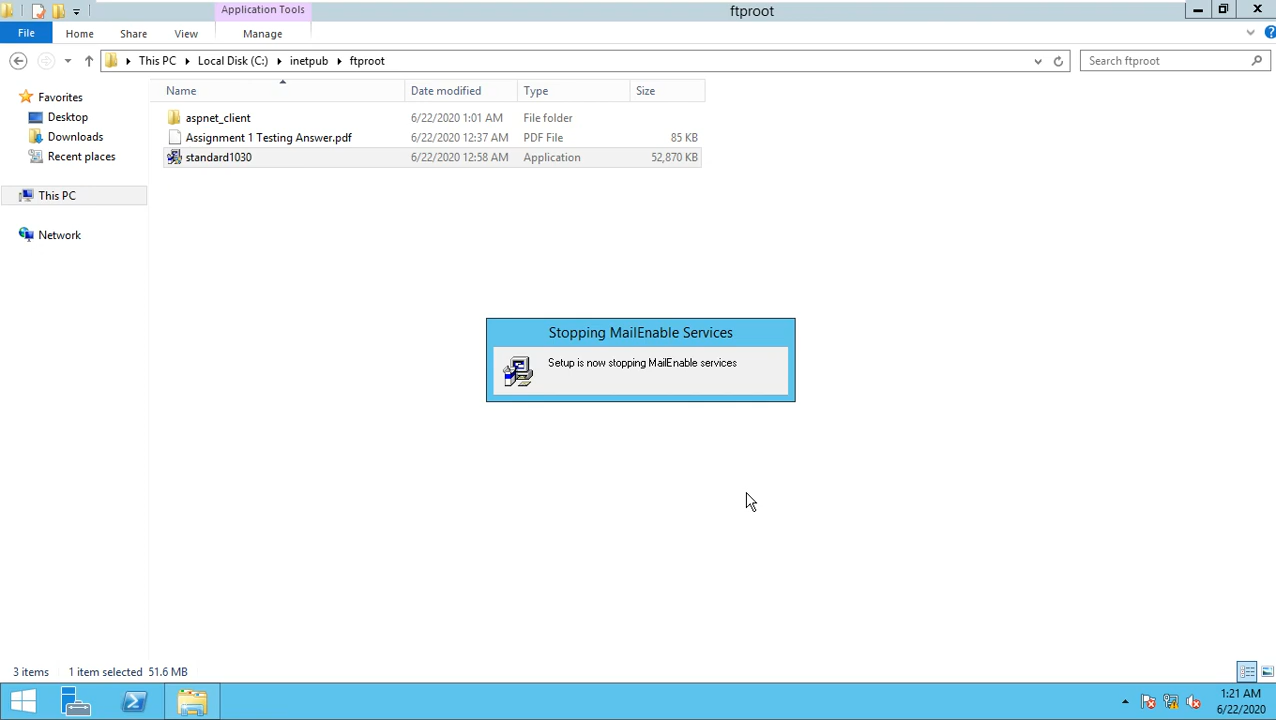 Application Tools
ftproot
File
Home
Share
View
Manage
This PC
Local Disk (C:)
inetpub
ftproot
Search ftproot
Name
Date modified
Type
Size
Favorites
Desktop
Downloads
Recent places
This PC
Network
aspnet_client
6/22/2020 1:01 AM
File folder
Assignment 1 Testing Answer.pdf
6/22/2020 12:37 AM
PDF File
85 KB
standard1030
6/22/2020 12:58 AM
Application
52,870 KB
Stopping MailEnable Services
Setup is now stopping MailEnable services
3 items
1 item selected 51.6 MB
1:21 AM
6/22/2020